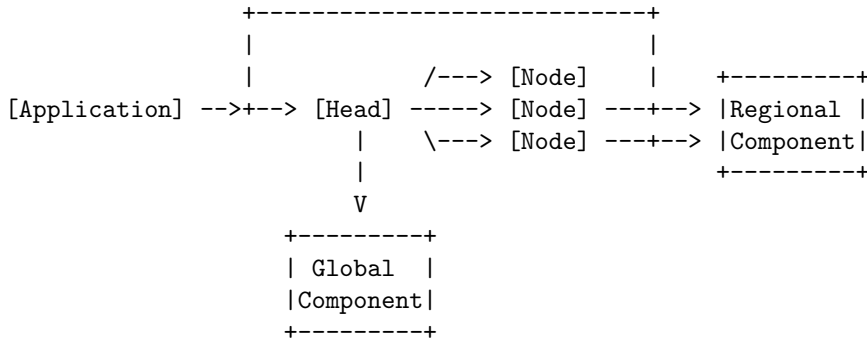 +----------------------------+
|                            |
|           /---> [Node]     |    +---------+
[Application] -->+--> [Head] -----> [Node] ---+--> |Regional |
|     \---> [Node] ---+--> |Component|
|                          +---------+
V
+---------+
| Global  |
|Component|
+---------+